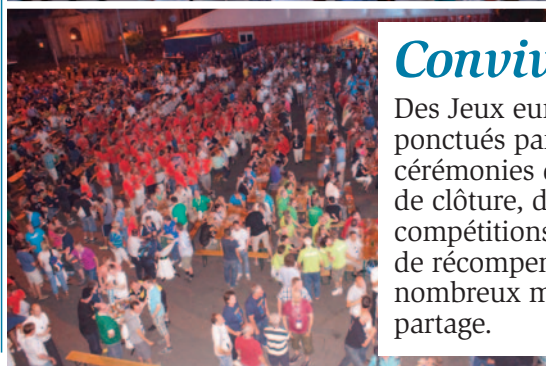 Conviv
Des Jeux eur
ponctués par
cérémonies d
de clôture, d
compétitions
de récompen
nombreux m
partage.